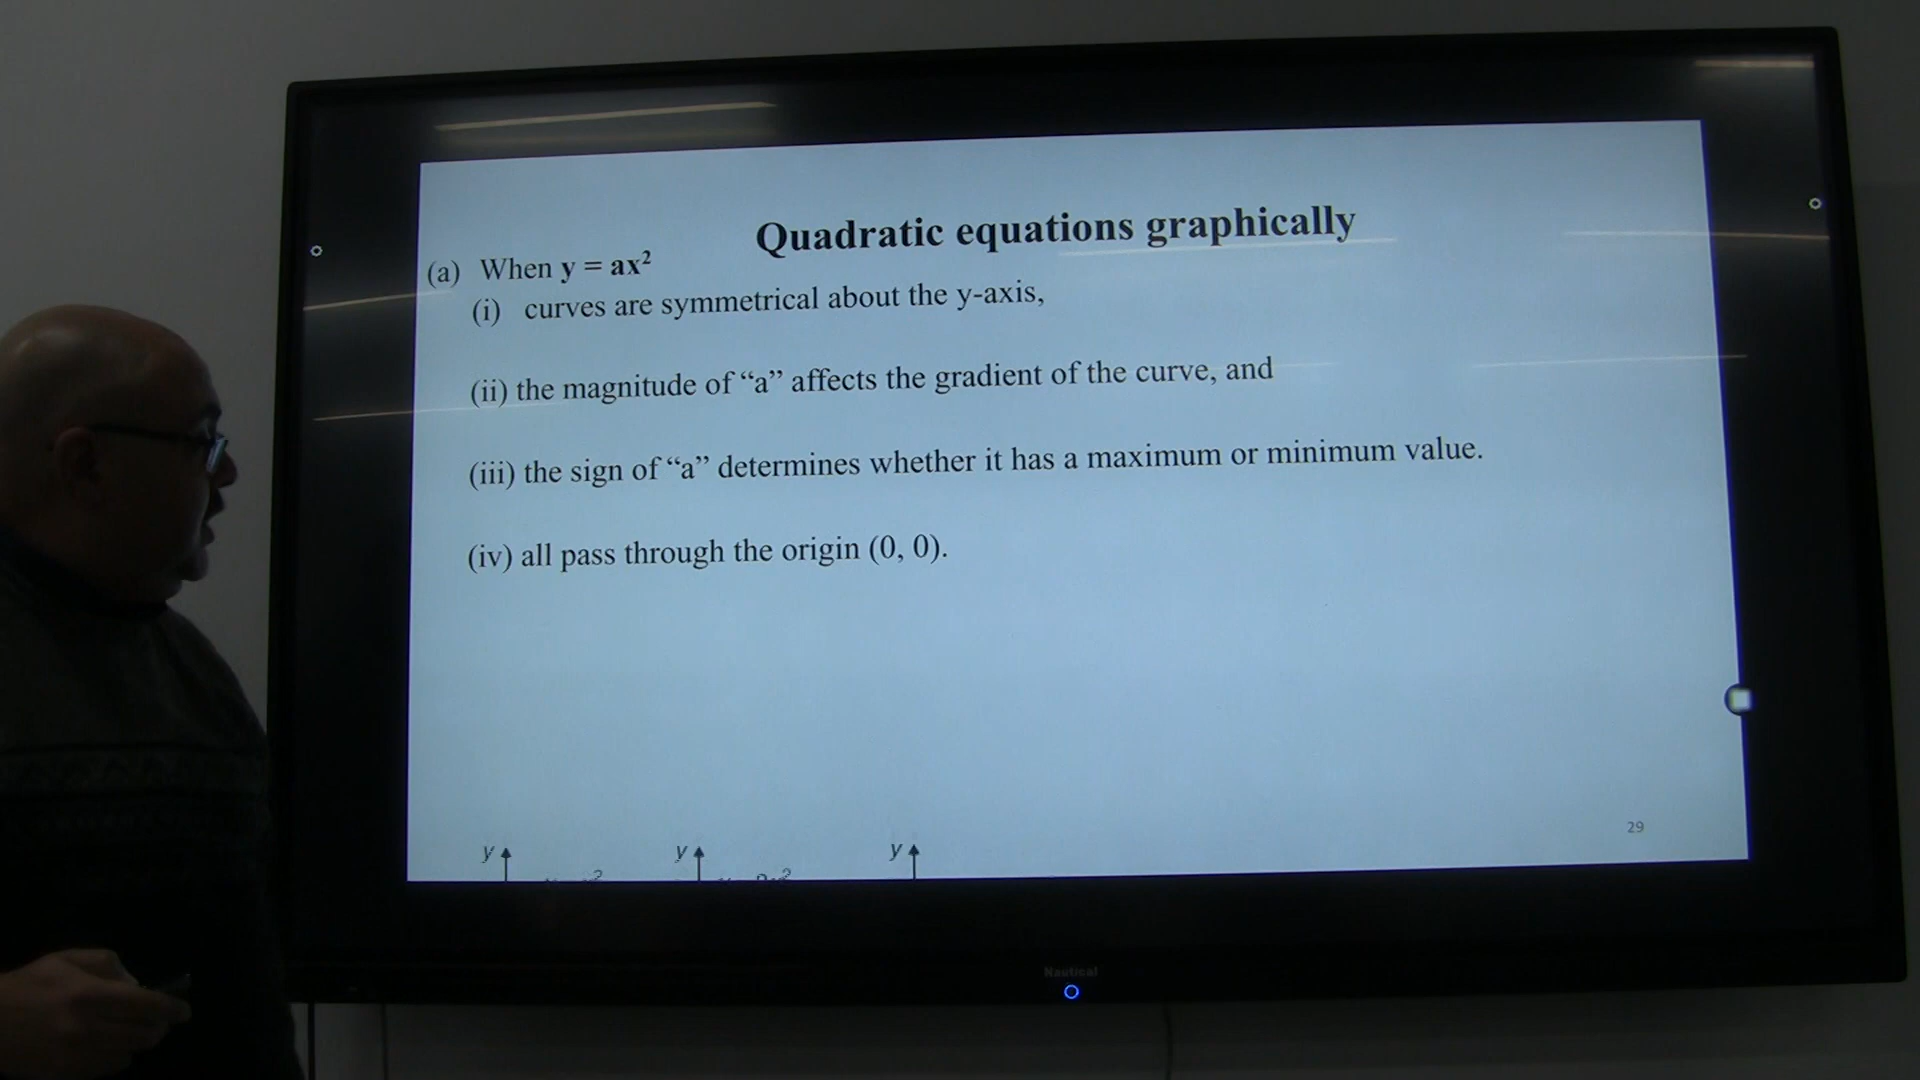 Quadratic equations graphically
(a) When y = ax²
(i) curves are symmetrical about the y-axis,
(ii) the magnitude of “a” affects the gradient of the curve, and
(iii) the sign of “a” determines whether it has a maximum or minimum value.
(iv) all pass through the origin (0, 0).
29
y y y
Nautical